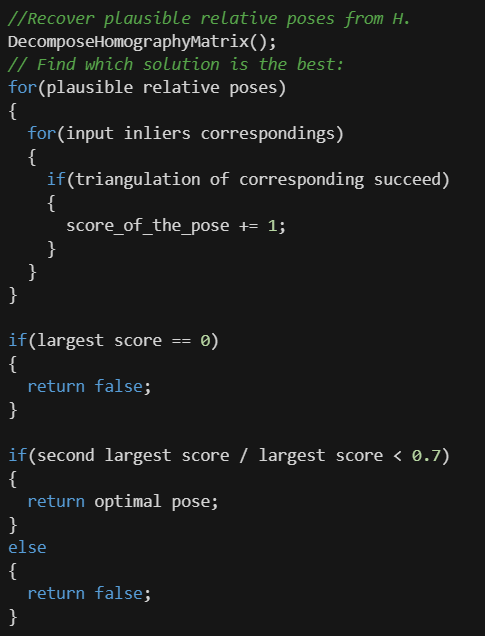 //Recover plausible relative poses from H.
DecomposeHomographyMatrix();
// Find which solution is the best:
for(plausible relative poses)
{
  for(input inliers correspondings)
  {
    if(triangulation of corresponding succeed)
    {
      score_of_the_pose += 1;
    }
  }
}

if(largest score == 0)
{
  return false;
}

if(second largest score / largest score < 0.7)
{
  return optimal pose;
}
else
{
  return false;
}